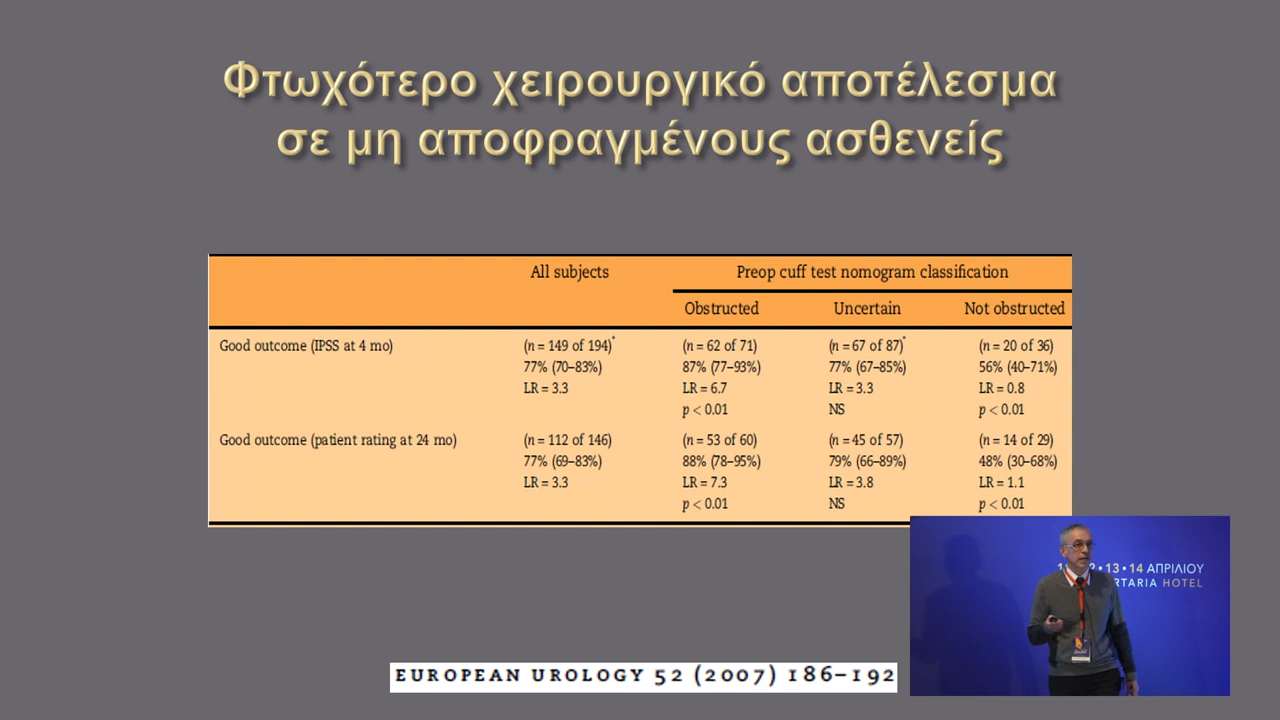 Φτωχότερο χειρουργικό αποτέλεσμα
σε μη αποφραγμένους ασθενείς
All subjects Preop cuff test nomogram classification
Obstructed Uncertain Not obstructed
Good outcome (IPSS at 4 mo) (n = 149 of 194)* (n = 62 of 71) (n = 67 of 87)* (n = 20 of 36)
77% (70–83%) 87% (77–93%) 77% (67–85%) 56% (40–71%)
LR = 3.3 LR = 6.7 LR = 3.3 LR = 0.8
p < 0.01 NS p < 0.01
Good outcome (patient rating at 24 mo) (n = 112 of 146) (n = 53 of 60) (n = 45 of 57) (n = 14 of 29)
77% (69–83%) 88% (78–95%) 79% (66–89%) 48% (30–68%)
LR = 3.3 LR = 7.3 LR = 3.8 LR = 1.1
p < 0.01 NS p < 0.01
13 • 14 ΑΠΡΙΛΙΟΥ
HOTEL
EUROPEAN UROLOGY 52 (2007) 186–192